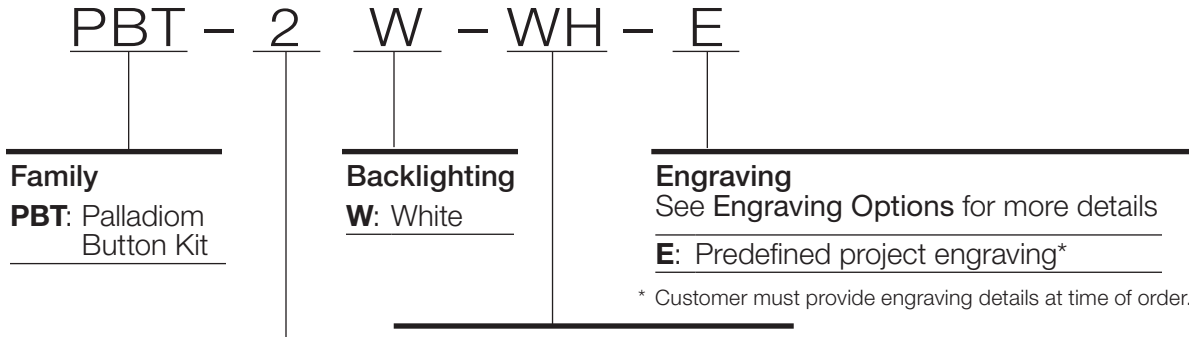 PBT – 2 W – WH – E
Family
PBT: Palladiom
Button Kit
Backlighting
W: White
Engraving
See Engraving Options for more details
E: Predefined project engraving*
* Customer must provide engraving details at time of order.